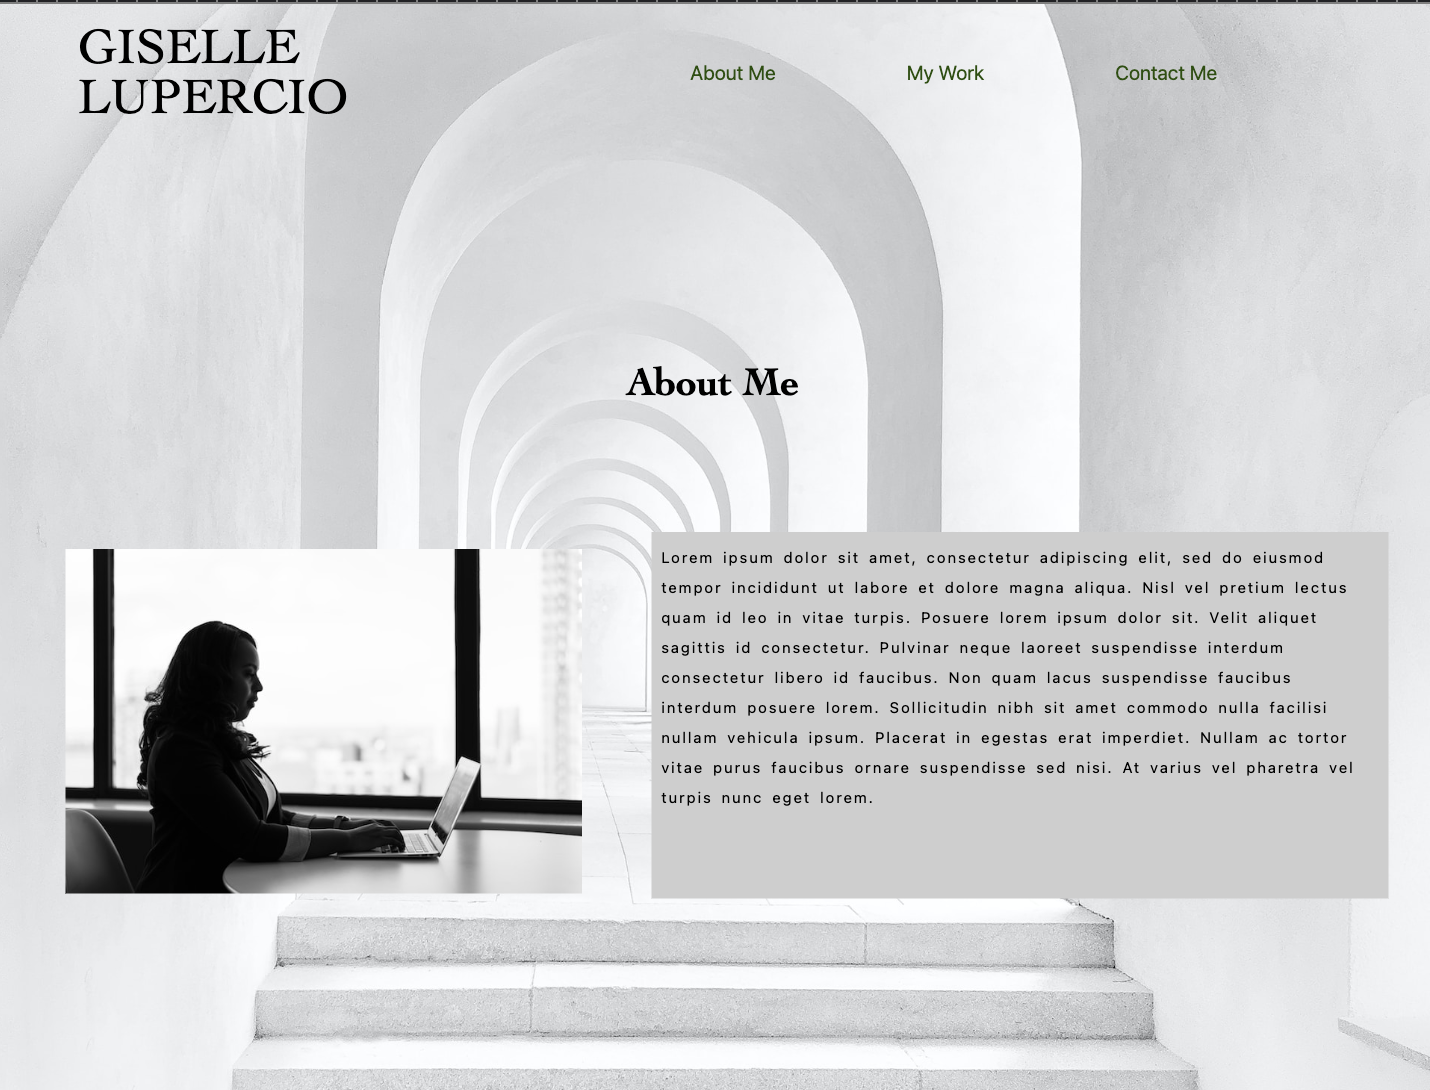 GISELLE
LUPERCIO
About Me
My Work
Contact Me
About Me
Lorem ipsum dolor sit amet, consectetur adipiscing elit, sed do eiusmod
tempor incididunt ut labore et dolore magna aliqua. Nisl vel pretium lectus
quam id leo in vitae turpis. Posuere lorem ipsum dolor sit. Velit aliquet
sagittis id consectetur. Pulvinar neque laoreet suspendisse interdum
consectetur libero id faucibus. Non quam lacus suspendisse faucibus
interdum posuere lorem. Sollicitudin nibh sit amet commodo nulla facilisi
nullam vehicula ipsum. Placerat in egestas erat imperdiet. Nullam ac tortor
vitae purus faucibus ornare suspendisse sed nisi. At varius vel pharetra vel
turpis nunc eget lorem.